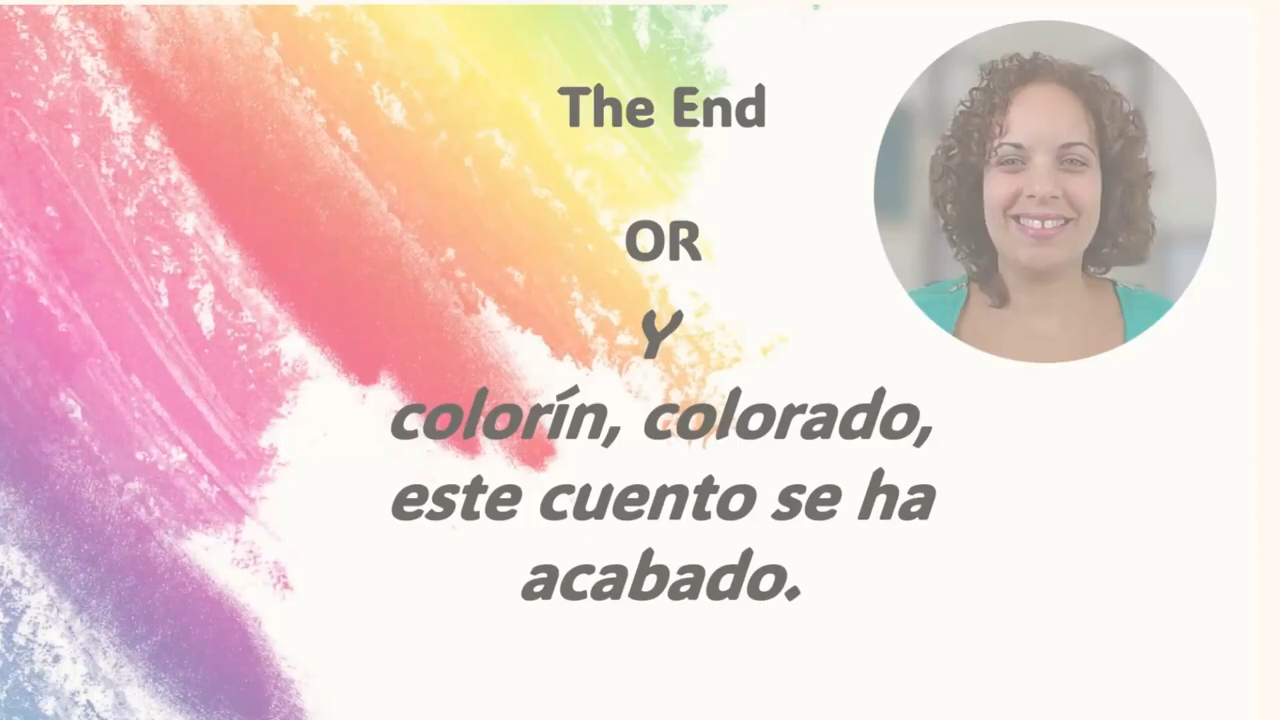 The End
OR
Y
colorín, colorado,
este cuento se ha
acabado.